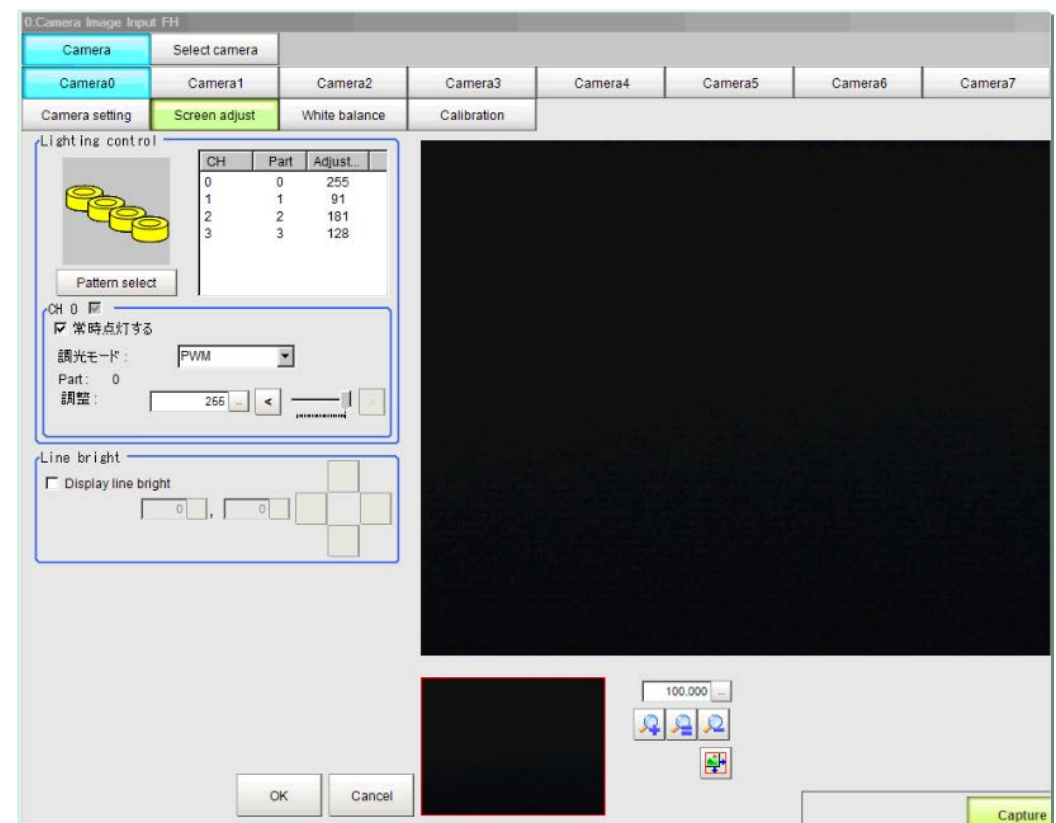 0.Camera Image Input FH
Camera Select camera
Camera0 Camera1 Camera2 Camera3 Camera4 Camera5 Camera6 Camera7
Camera setting Screen adjust White balance Calibration
Lighting control
CH Part Adjust...
0 0 255
1 1 91
2 2 181
3 3 128
Pattern select
CH 0
常時点灯する
調光モード: PWM
Part: 0
調整: 255 ... < >
Line bright
Display line bright
0 , 0
100.000 ...
OK Cancel
Capture